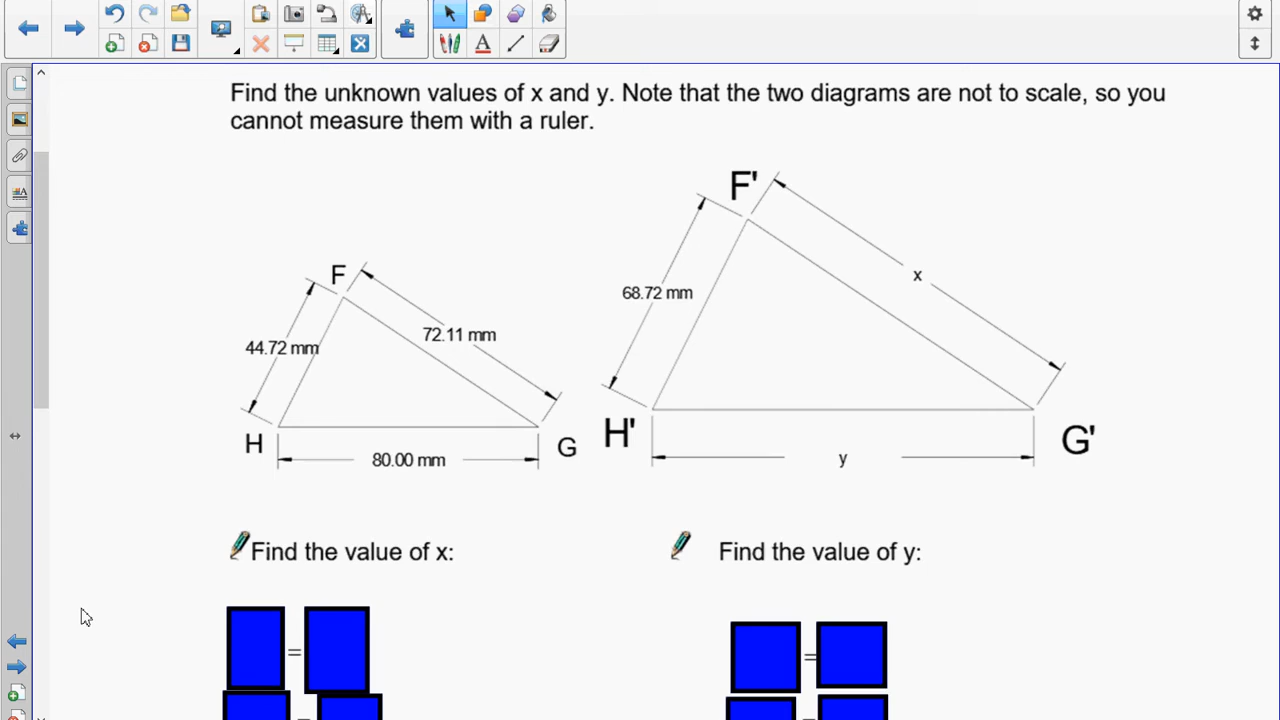 Find the unknown values of x and y. Note that the two diagrams are not to scale, so you
cannot measure them with a ruler.
F'
F
x
68.72 mm
72.11 mm
44.72 mm
H
G
H'
G'
80.00 mm
y
Find the value of x:
Find the value of y:
=
=
=
=